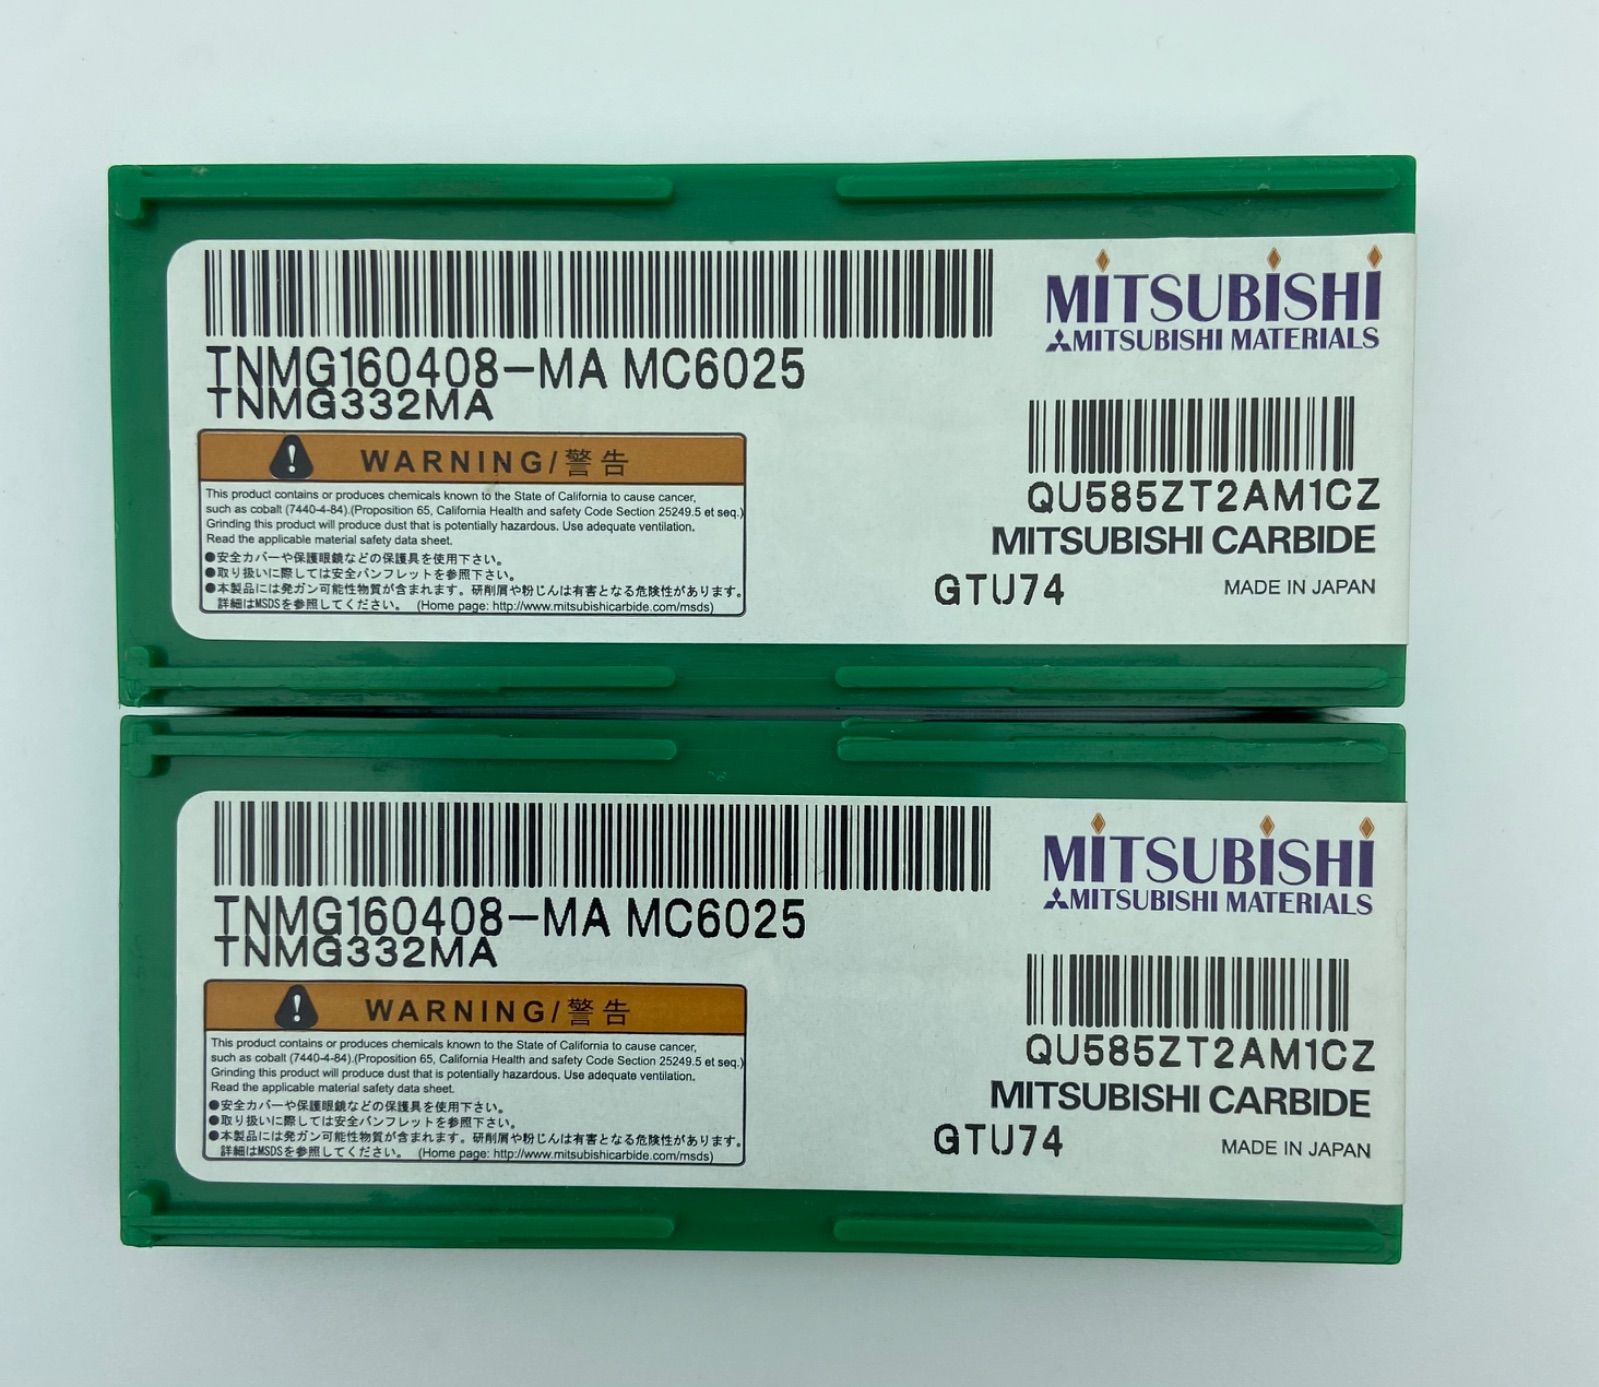 MITSUBISHI
MITSUBISHI MATERIALS
TNMG160408-MA MC6025
TNMG332MA
WARNING/警告
This product contains or produces chemicals known to the State of California to cause cancer,
such as cobalt (7440-4-84).(Proposition 65, California Health and safety Code Section 25249.5 et seq.)
Grinding this product will produce dust that is potentially hazardous. Use adequate ventilation.
Read the applicable material safety data sheet.
●安全カバーや保護眼鏡などの保護具を使用下さい。
●取り扱いに際しては安全パンフレットを参照下さい。
●本製品には発ガン可能性物質が含まれます。研削屑や粉じんは有害となる危険性があります。
詳細はMSDSを参照してください。 (Home page: http://www.mitsubishicarbide.com/msds)
QU585ZT2AM1CZ
MITSUBISHI CARBIDE
GTU74
MADE IN JAPAN
MITSUBISHI
MITSUBISHI MATERIALS
TNMG160408-MA MC6025
TNMG332MA
WARNING/警告
This product contains or produces chemicals known to the State of California to cause cancer,
such as cobalt (7440-4-84).(Proposition 65, California Health and safety Code Section 25249.5 et seq.)
Grinding this product will produce dust that is potentially hazardous. Use adequate ventilation.
Read the applicable material safety data sheet.
●安全カバーや保護眼鏡などの保護具を使用下さい。
●取り扱いに際しては安全パンフレットを参照下さい。
●本製品には発ガン可能性物質が含まれます。研削屑や粉じんは有害となる危険性があります。
詳細はMSDSを参照してください。 (Home page: http://www.mitsubishicarbide.com/msds)
QU585ZT2AM1CZ
MITSUBISHI CARBIDE
GTU74
MADE IN JAPAN